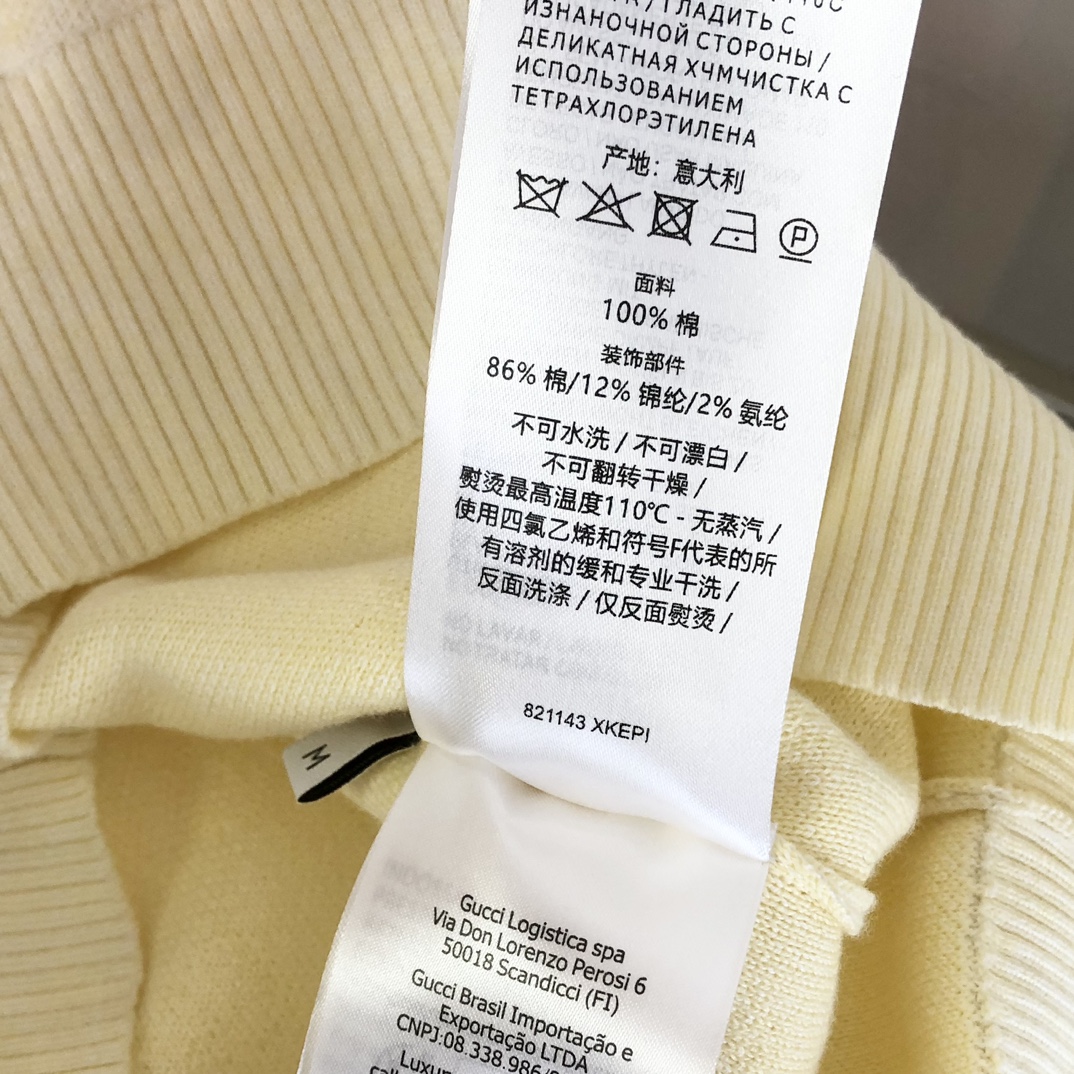 ГЛАДИТЬ С
ИЗНАНОЧНОЙ СТОРОНЫ /
ДЕЛИКАТНАЯ ХЧМЧИСТКА С
ИСПОЛЬЗОВАНИЕМ
ТЕТРАХЛОРЭТИЛЕНА
产地：意大利
P
面料
100% 棉
装饰部件
86% 棉/12% 锦纶/2% 氨纶
不可水洗 / 不可漂白 /
不可翻转干燥 /
熨烫最高温度110℃ - 无蒸汽 /
使用四氯乙烯和符号F代表的所
有溶剂的缓和专业干洗 /
反面洗涤 / 仅反面熨烫 /
821143 XKEPI
M
Gucci Logistica spa
Via Don Lorenzo Perosi 6
50018 Scandicci (FI)
Gucci Brasil Importação e
Exportação LTDA
CNPJ:08.338.986/